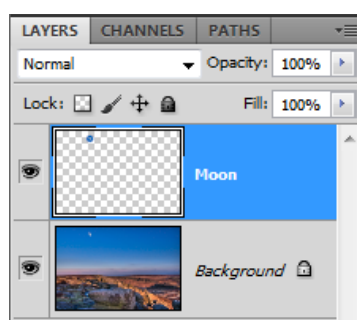 LAYERS CHANNELS PATHS
Normal Opacity: 100%
Lock: Fill: 100%
Moon
Background